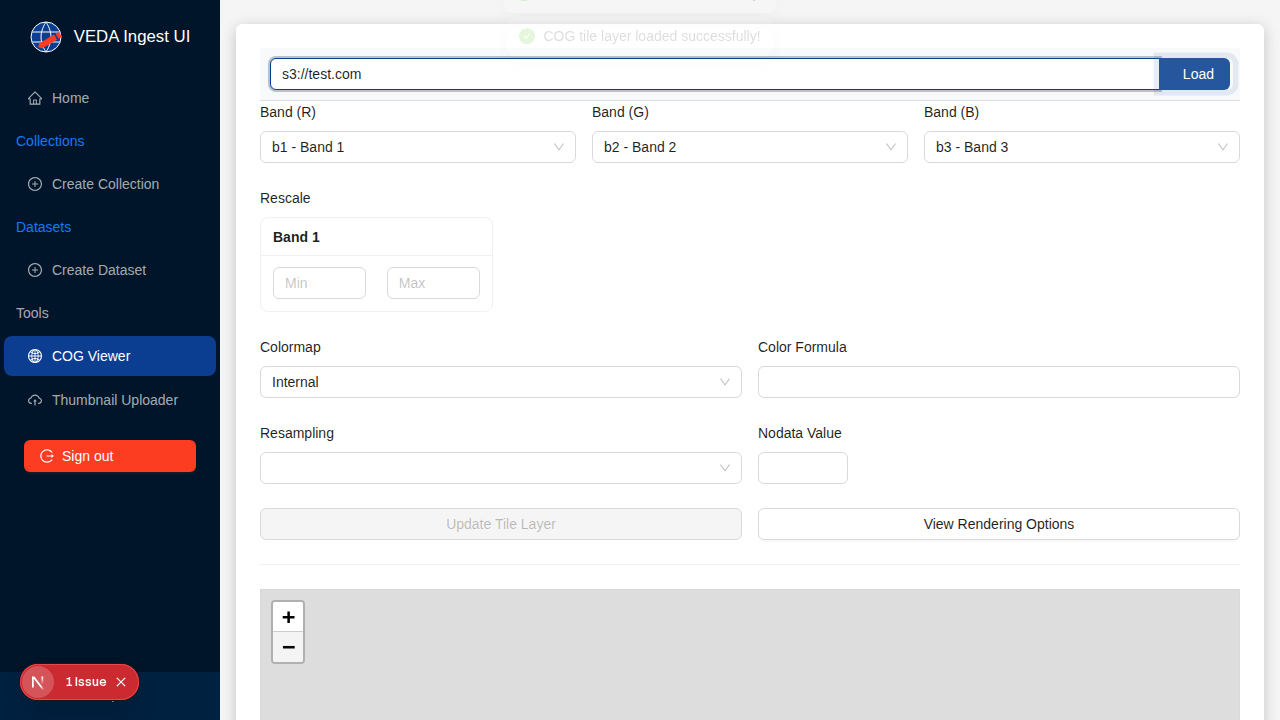 VEDA Ingest UI
Home
Collections
Create Collection
Datasets
Create Dataset
Tools
COG Viewer
Thumbnail Uploader
Sign out
1 Issue
COG tile layer loaded successfully!
s3://test.com
Load
Band (R)
Band (G)
Band (B)
b1 - Band 1
b2 - Band 2
b3 - Band 3
Rescale
Band 1
Min
Max
Colormap
Color Formula
Internal
Resampling
Nodata Value
Update Tile Layer
View Rendering Options
+
−